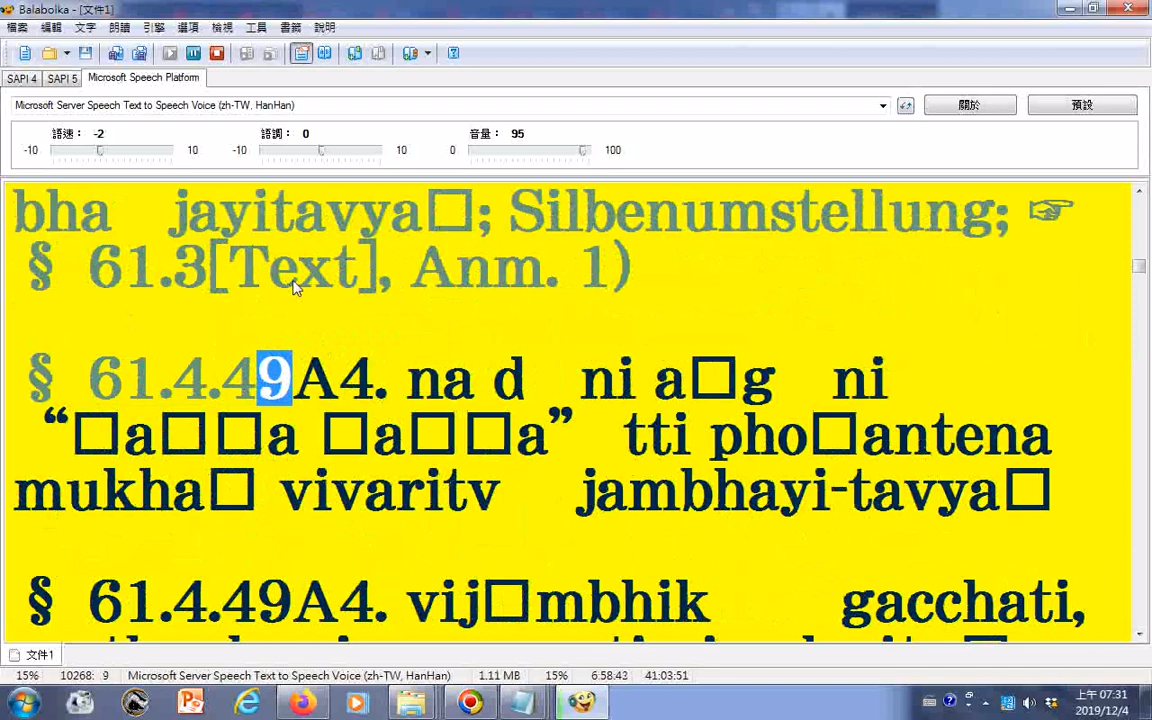 Balabolka - [文件1]
檔案 編輯 文字 朗讀 引擎 選項 檢視 工具 書籤 說明
SAPI 4 SAPI 5 Microsoft Speech Platform
Microsoft Server Speech Text to Speech Voice (zh-TW, HanHan) 關於 預設
語速： -2 語調： 0 音量： 95
-10 10 -10 10 0 100
bha jayitavya□; Silbenumstellung; ☞
§ 61.3[Text], Anm. 1)
§ 61.4.49A4. na d ni a□g ni
“□a□□a □a□□a” tti pho□antena
mukha□ vivaritv jambhayi-tavya□
§ 61.4.49A4. vij□mbhik gacchati,
文件1
15% 10268: 9 Microsoft Server Speech Text to Speech Voice (zh-TW, HanHan) 1.11 MB 15% 6:58:43 41:03:51
上午 07:31
2019/12/4